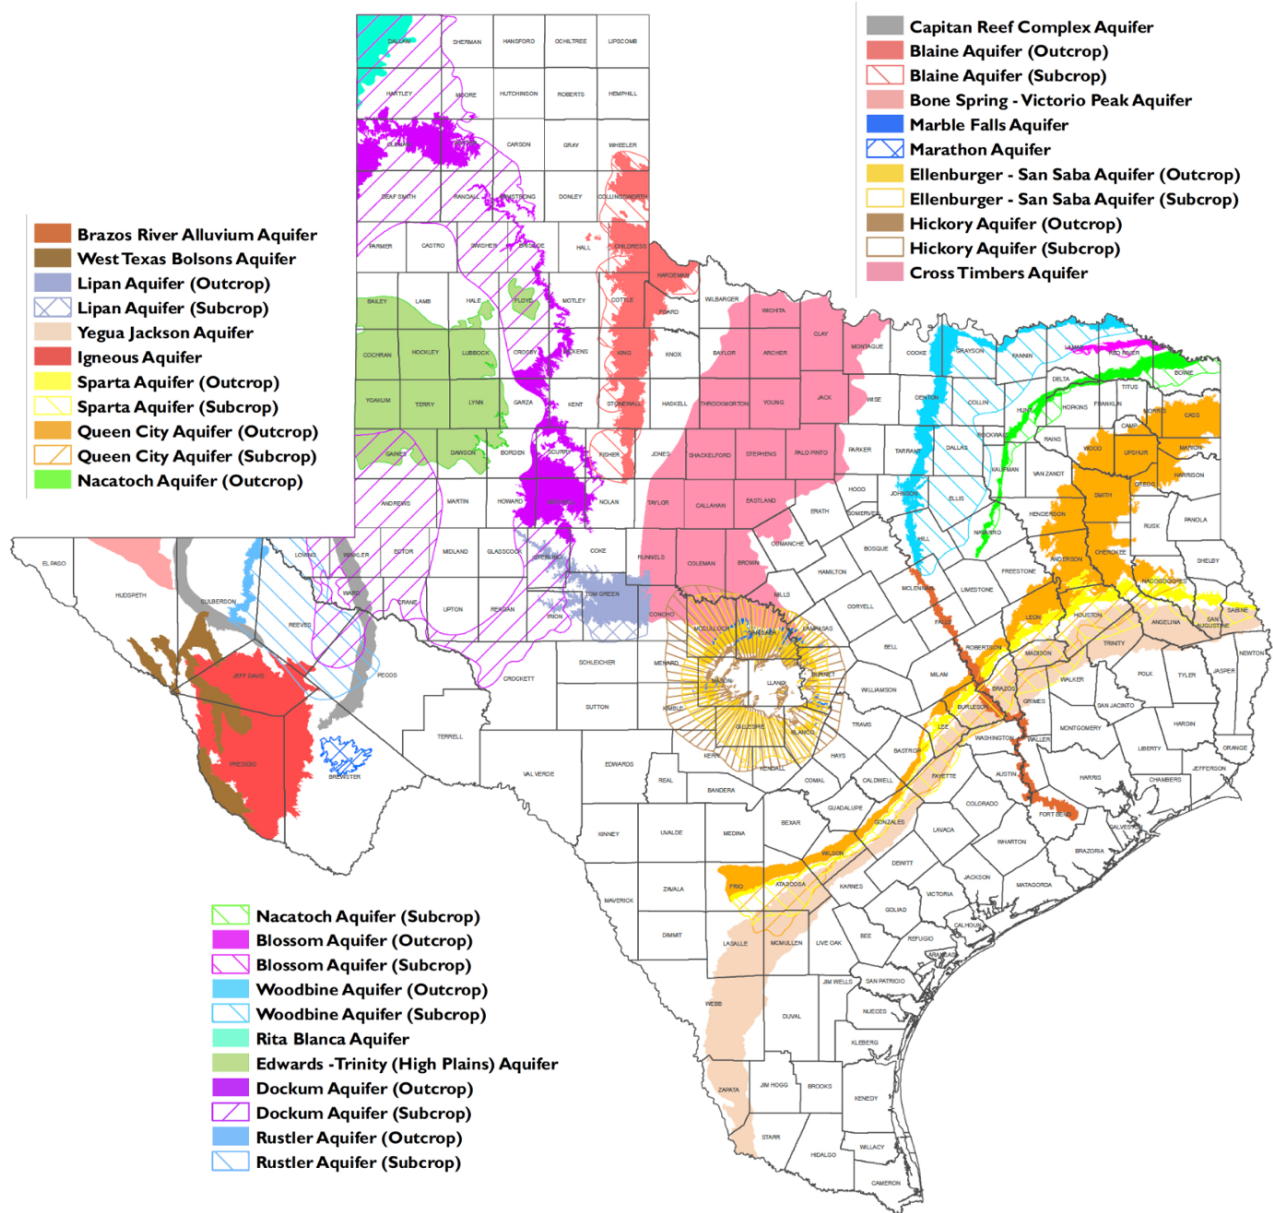 Capitan Reef Complex Aquifer
Blaine Aquifer (Outcrop)
Blaine Aquifer (Subcrop)
Bone Spring - Victorio Peak Aquifer
Marble Falls Aquifer
Marathon Aquifer
Ellenburger - San Saba Aquifer (Outcrop)
Ellenburger - San Saba Aquifer (Subcrop)
Hickory Aquifer (Outcrop)
Hickory Aquifer (Subcrop)
Cross Timbers Aquifer
Brazos River Alluvium Aquifer
West Texas Bolsons Aquifer
Lipan Aquifer (Outcrop)
Lipan Aquifer (Subcrop)
Yegua Jackson Aquifer
Igneous Aquifer
Sparta Aquifer (Outcrop)
Sparta Aquifer (Subcrop)
Queen City Aquifer (Outcrop)
Queen City Aquifer (Subcrop)
Nacatoch Aquifer (Outcrop)
Nacatoch Aquifer (Subcrop)
Blossom Aquifer (Outcrop)
Blossom Aquifer (Subcrop)
Woodbine Aquifer (Outcrop)
Woodbine Aquifer (Subcrop)
Rita Blanca Aquifer
Edwards -Trinity (High Plains) Aquifer
Dockum Aquifer (Outcrop)
Dockum Aquifer (Subcrop)
Rustler Aquifer (Outcrop)
Rustler Aquifer (Subcrop)
DALLAM
SHERMAN
HANSFORD
OCHILTREE
LIPSCOMB
HARTLEY
MOORE
HUTCHINSON
ROBERTS
HEMPHILL
CARSON
GRAY
WHEELER
DEAF SMITH
RANDALL
ARMSTRONG
DONLEY
COLLINGSWORTH
PARMER
CASTRO
SWISHER
BRISCOE
HALL
CHILDRESS
HARDEMAN
BAILEY
LAMB
HALE
FLOYD
MOTLEY
COTTLE
FOARD
WILBARGER
WICHITA
CLAY
MONTAGUE
COOKE
GRAYSON
FANNIN
LAMAR
RED RIVER
BOWIE
COCHRAN
HOCKLEY
LUBBOCK
CROSBY
DICKENS
KING
KNOX
BAYLOR
ARCHER
JACK
WISE
DENTON
COLLIN
HUNT
DELTA
HOPKINS
FRANKLIN
TITUS
MORRIS
CASS
YOAKUM
TERRY
LYNN
GARZA
KENT
STONEWALL
HASKELL
THROCKMORTON
YOUNG
ROCKWALL
RAINS
CAMP
WOOD
UPSHUR
MARION
HARRISON
GAINES
DAWSON
BORDEN
SCURRY
FISHER
JONES
SHACKELFORD
STEPHENS
PALO PINTO
PARKER
TARRANT
DALLAS
KAUFMAN
VAN ZANDT
SMITH
GREGG
ANDREWS
MARTIN
HOWARD
NOLAN
TAYLOR
CALLAHAN
EASTLAND
ERATH
HOOD
SOMERVELL
JOHNSON
ELLIS
NAVARRO
HENDERSON
RUSK
PANOLA
EL PASO
HUDSPETH
CULBERSON
LOVING
WINKLER
ECTOR
MIDLAND
GLASSCOCK
STERLING
COKE
RUNNELS
COLEMAN
BROWN
COMANCHE
HAMILTON
BOSQUE
HILL
FREESTONE
ANDERSON
CHEROKEE
SHELBY
REEVES
WARD
CRANE
UPTON
REAGAN
IRION
TOM GREEN
CONCHO
MCCULLOCH
SAN SABA
MILLS
LAMPASAS
CORYELL
MCLENNAN
LIMESTONE
FALLS
LEON
HOUSTON
NACOGDOCHES
SAN AUGUSTINE
SABINE
ANGELINA
TRINITY
JEFF DAVIS
PECOS
CROCKETT
SCHLEICHER
MENARD
MASON
LLANO
BURNET
BELL
MILAM
ROBERTSON
MADISON
WALKER
POLK
TYLER
JASPER
NEWTON
SUTTON
KIMBLE
GILLESPIE
BLANCO
TRAVIS
WILLIAMSON
BURLESON
BRAZOS
GRIMES
SAN JACINTO
HARDIN
PRESIDIO
BREWSTER
TERRELL
VAL VERDE
EDWARDS
REAL
KERR
KENDALL
HAYS
BASTROP
LEE
WASHINGTON
WALLER
MONTGOMERY
LIBERTY
ORANGE
JEFFERSON
BANDERA
COMAL
CALDWELL
FAYETTE
AUSTIN
HARRIS
CHAMBERS
KINNEY
UVALDE
MEDINA
BEXAR
GUADALUPE
GONZALES
COLORADO
FORT BEND
LAVACA
WHARTON
BRAZORIA
MAVERICK
ZAVALA
FRIO
ATASCOSA
WILSON
KARNES
DEWITT
JACKSON
MATAGORDA
VICTORIA
GOLIAD
CALHOUN
DIMMIT
LASALLE
MCMULLEN
LIVE OAK
BEE
REFUGIO
WEBB
DUVAL
JIM WELLS
SAN PATRICIO
NUECES
KLEBERG
ZAPATA
JIM HOGG
BROOKS
KENEDY
STARR
HIDALGO
WILLACY
CAMERON